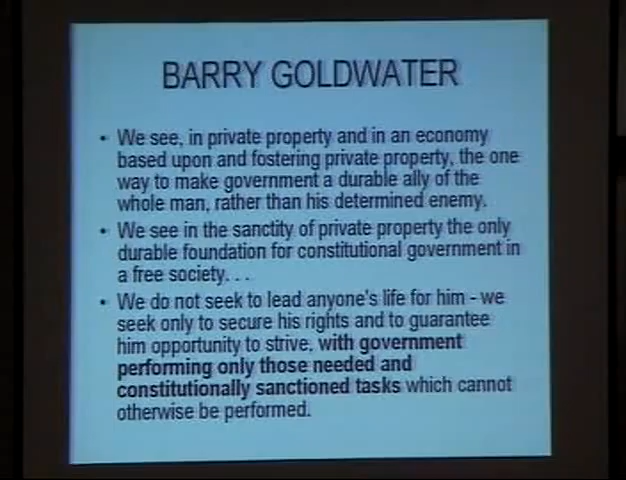 BARRY GOLDWATER
• We see, in private property and in an economy
based upon and fostering private property, the one
way to make government a durable ally of the
whole man, rather than his determined enemy.
• We see in the sanctity of private property the only
durable foundation for constitutional government in
a free society. . .
• We do not seek to lead anyone's life for him - we
seek only to secure his rights and to guarantee
him opportunity to strive, with government
performing only those needed and
constitutionally sanctioned tasks which cannot
otherwise be performed.